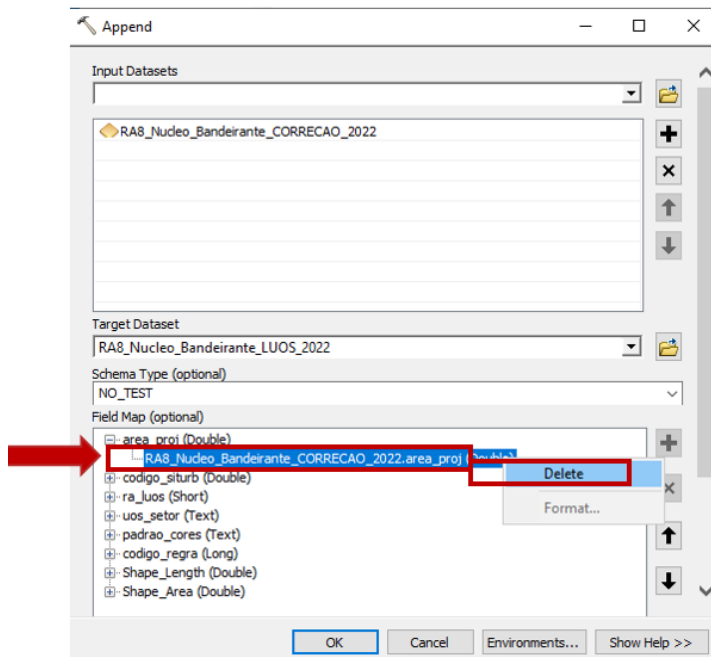 Append
Input Datasets
RA8_Nucleo_Bandeirante_CORRECAO_2022
Target Dataset
RA8_Nucleo_Bandeirante_LUOS_2022
Schema Type (optional)
NO_TEST
Field Map (optional)
area_proj (Double)
RA8_Nucleo_Bandeirante_CORRECAO_2022.area_proj (Double)
Delete
codigo_siturb (Double)
ra_luos (Short)
Format...
uos_setor (Text)
padrao_cores (Text)
codigo_regra (Long)
Shape_Length (Double)
Shape_Area (Double)
OK Cancel Environments... Show Help >>